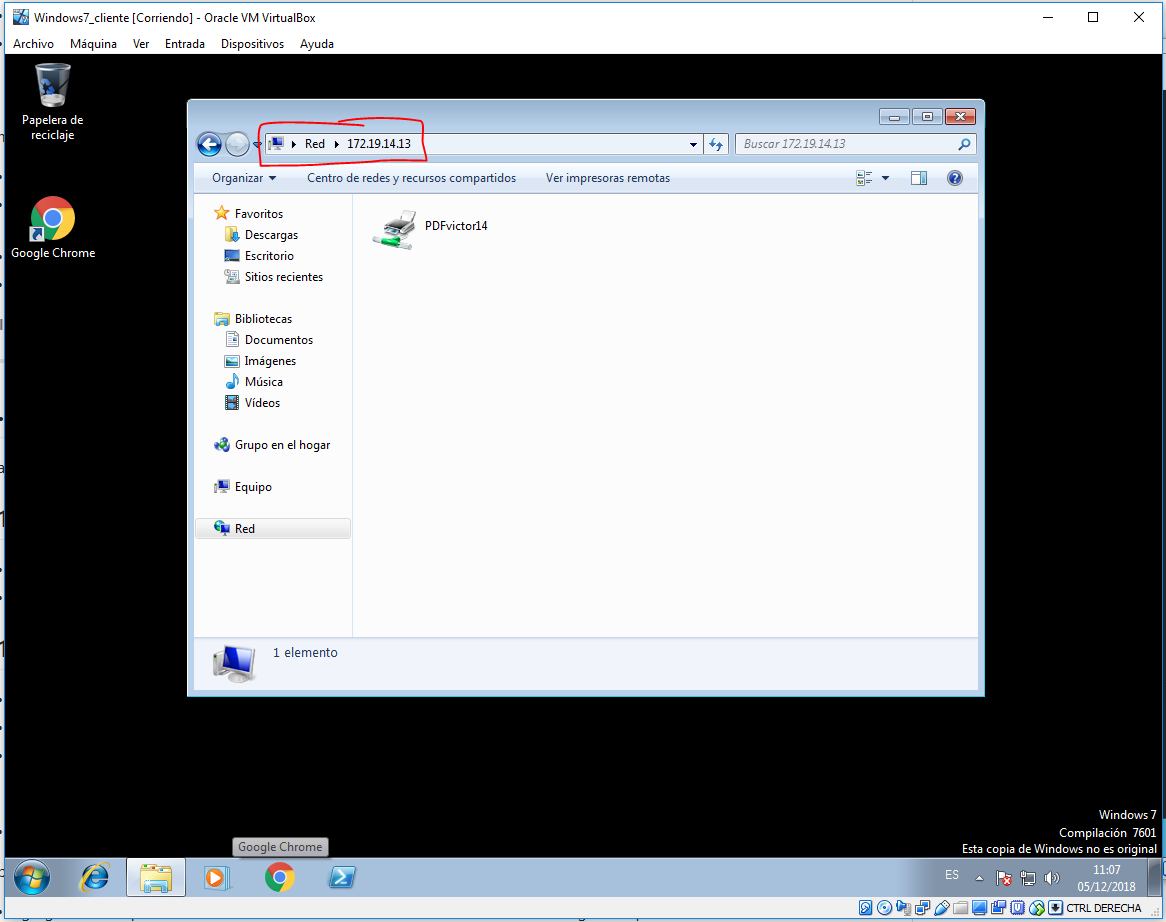 Windows7_cliente [Corriendo] - Oracle VM VirtualBox
Archivo Máquina Ver Entrada Dispositivos Ayuda
Papelera de
reciclaje
Google Chrome
Red 172.19.14.13
Buscar 172.19.14.13
Organizar Centro de redes y recursos compartidos Ver impresoras remotas
Favoritos
Descargas
Escritorio
Sitios recientes
Bibliotecas
Documentos
Imágenes
Música
Vídeos
Grupo en el hogar
Equipo
Red
PDFvictor14
1 elemento
Windows 7
Compilación 7601
Esta copia de Windows no es original
Google Chrome
ES
11:07
05/12/2018
CTRL DERECHA